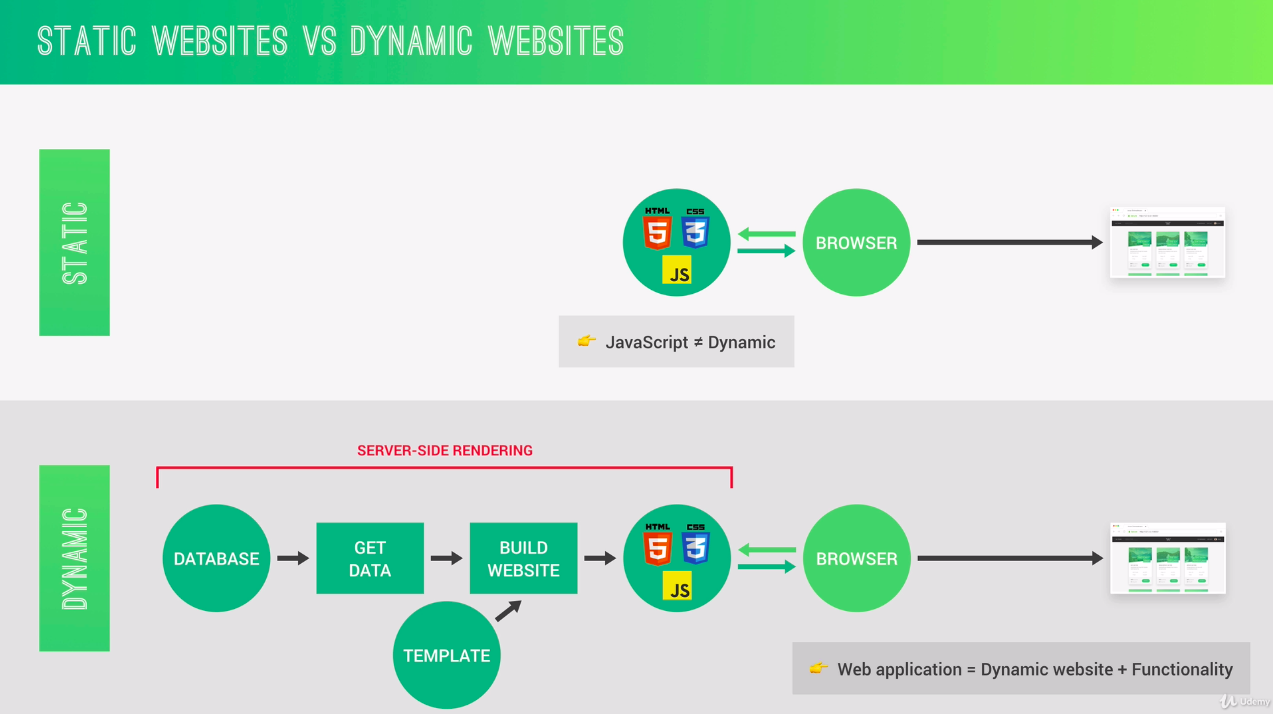 STATIC WEBSITES VS DYNAMIC WEBSITES
STATIC
HTML
CSS
5
3
JS
BROWSER
👉 JavaScript ≠ Dynamic
DYNAMIC
SERVER-SIDE RENDERING
DATABASE
GET
DATA
BUILD
WEBSITE
TEMPLATE
HTML
CSS
5
3
JS
BROWSER
👉 Web application = Dynamic website + Functionality
Udemy